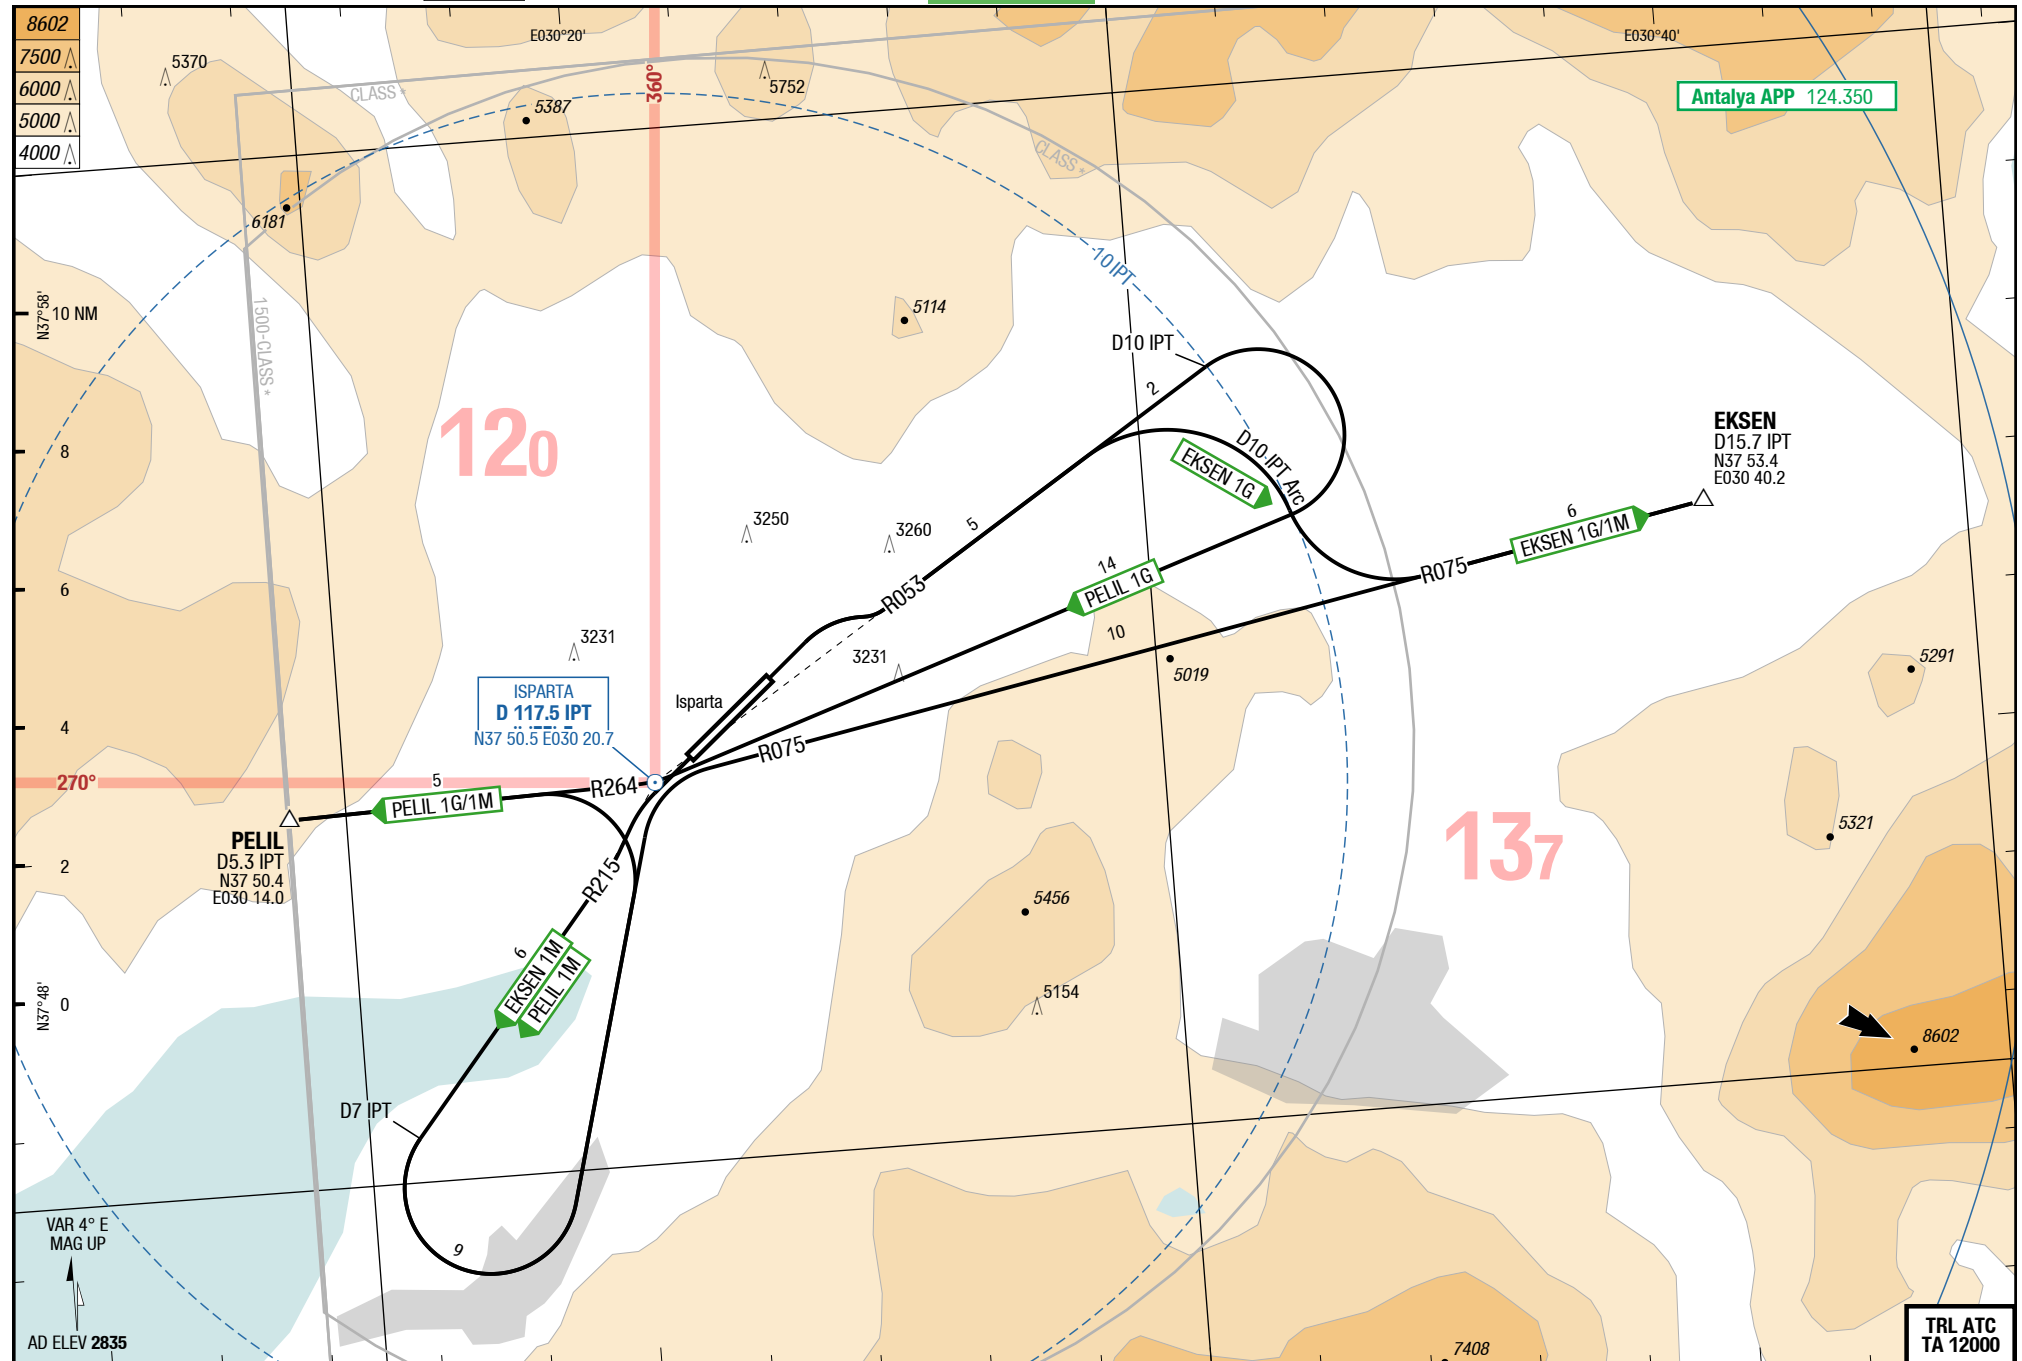 8602
7500
6000
5000
4000
5370
E030°20'
360°
5752
E030°40'
Antalya APP 124.350
CLASS *
5387
CLASS *
6181
10 IPT
N37°58'
10 NM
1500-CLASS *
5114
D10 IPT
2
120
8
EKSEN
D15.7 IPT
N37 53.4
E030 40.2
D10 IPT Arc
EKSEN 1G
3250
3260
5
6
EKSEN 1G/1M
R075
6
R053
14
PELIL 1G
10
3231
3231
5019
5291
ISPARTA
D 117.5 IPT
N37 50.5 E030 20.7
Isparta
4
R075
270°
5
R264
PELIL 1G/1M
PELIL
D5.3 IPT
N37 50.4
E030 14.0
2
R215
137
5321
5456
6
EKSEN 1M
PELIL 1M
N37°48'
0
5154
8602
D7 IPT
9
VAR 4° E
MAG UP
AD ELEV 2835
7408
TRL ATC
TA 12000